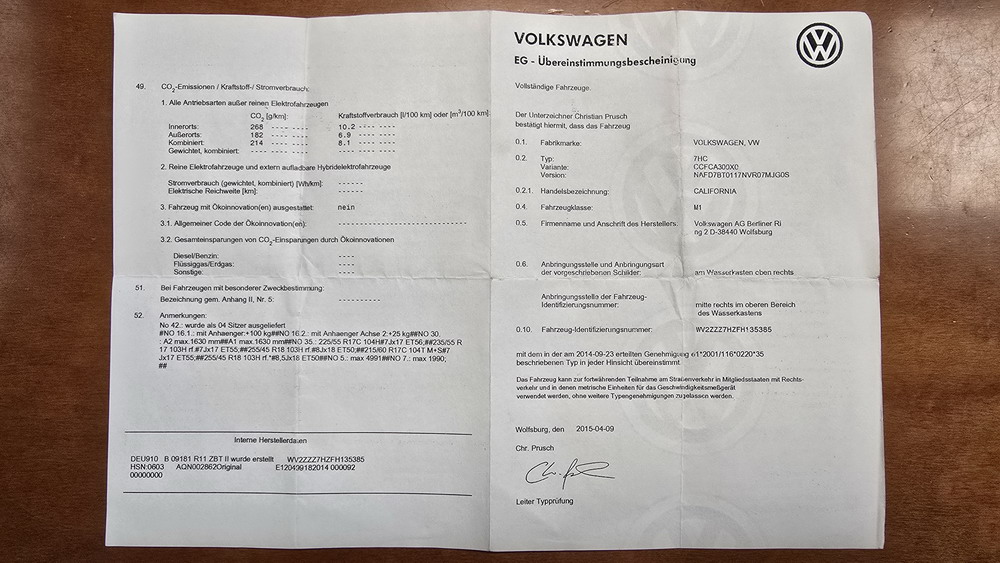 49. CO2-Emissionen / Kraftstoff-/ Stromverbrauch:
1. Alle Antriebsarten außer reinen Elektrofahrzeugen
CO2 [g/km]: Kraftstoffverbrauch [l/100 km] oder [m³/100 km]:
Innerorts: 268 ---- ---- 10.2 ---- ----
Außerorts: 182 ---- ---- 6.9 ---- ----
Kombiniert: 214 ---- ---- 8.1 ---- ----
Gewichtet, kombiniert: ---- ---- ---- ---- ---- ----
2. Reine Elektrofahrzeuge und extern aufladbare Hybridelektrofahrzeuge
Stromverbrauch (gewichtet, kombiniert) [Wh/km]: ------
Elektrische Reichweite [km]: ------
3. Fahrzeug mit Ökoinnovation(en) ausgestattet: nein
3.1. Allgemeiner Code der Ökoinnovation(en): ------------------------------
3.2. Gesamteinsparungen von CO2-Einsparungen durch Ökoinnovationen
Diesel/Benzin: ----
Flüssiggas/Erdgas: ----
Sonstige: ----
51. Bei Fahrzeugen mit besonderer Zweckbestimmung:
Bezeichnung gem. Anhang II, Nr. 5: ----------
52. Anmerkungen:
No 42.: wurde als 04 Sitzer ausgeliefert
#NO 16.1.: mit Anhaenger:+100 kg##NO 16.2.: mit Anhaenger Achse 2:+25 kg##NO 30.
: A2 max.1630 mm##A1 max.1630 mm##NO 35.: 225/55 R17C 104H#7Jx17 ET56;##235/55 R
17 103H rf.#7Jx17 ET55;##255/45 R18 103H rf.#8Jx18 ET50;##215/60 R17C 104T M+S#7
Jx17 ET55;##255/45 R18 103H rf.*#8,5Jx18 ET50##NO 5.: max 4991##NO 7.: max 1990;
##
Interne Herstellerdaten
DEU910 B 09181 R11 ZBT II wurde erstellt WV2ZZZ7HZFH135385
HSN:0603 AQN002862Original E120499182014 000092
00000000
VOLKSWAGEN
EG - Übereinstimmungsbescheinigung
Vollständige Fahrzeuge.
Der Unterzeichner Christian Prusch
bestätigt hiermit, dass das Fahrzeug
0.1. Fabrikmarke: VOLKSWAGEN, VW
0.2. Typ: 7HC
Variante: CCFCA300X0
Version: NAFD7BT0117NVR07MJG0S
0.2.1. Handelsbezeichnung: CALIFORNIA
0.4. Fahrzeugklasse: M1
0.5. Firmenname und Anschrift des Herstellers: Volkswagen AG Berliner Ri
ng 2 D-38440 Wolfsburg
0.6. Anbringungsstelle und Anbringungsart
der vorgeschriebenen Schilder: am Wasserkasten oben rechts
Anbringungsstelle der Fahrzeug-
Identifizierungsnummer: mitte rechts im oberen Bereich
des Wasserkastens
0.10. Fahrzeug-Identifizierungsnummer: WV2ZZZ7HZFH135385
mit dem in der am 2014-09-23 erteilten Genehmigung e1*2001/116*0220*35
beschriebenen Typ in jeder Hinsicht übereinstimmt.
Das Fahrzeug kann zur fortwährenden Teilnahme am Straßenverkehr in Mitgliedsstaaten mit Rechts-
verkehr und in denen metrische Einheiten für das Geschwindigkeitsmeßgerät
verwendet werden, ohne weitere Typengenehmigungen zugelassen werden.
Wolfsburg, den 2015-04-09
Chr. Prusch
Leiter Typprüfung